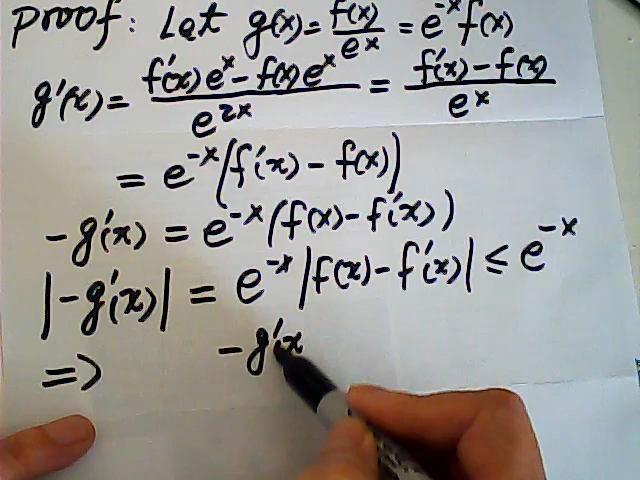 Proof: Let g(x) = f(x)/e^x = e^-x f(x)
g'(x) = (f'(x)e^x - f(x)e^x)/e^2x = (f'(x) - f(x))/e^x
= e^-x (f'(x) - f(x))
-g'(x) = e^-x (f(x) - f'(x))
|-g'(x)| = e^-x |f(x) - f'(x)| ≤ e^-x
=> -g'(x